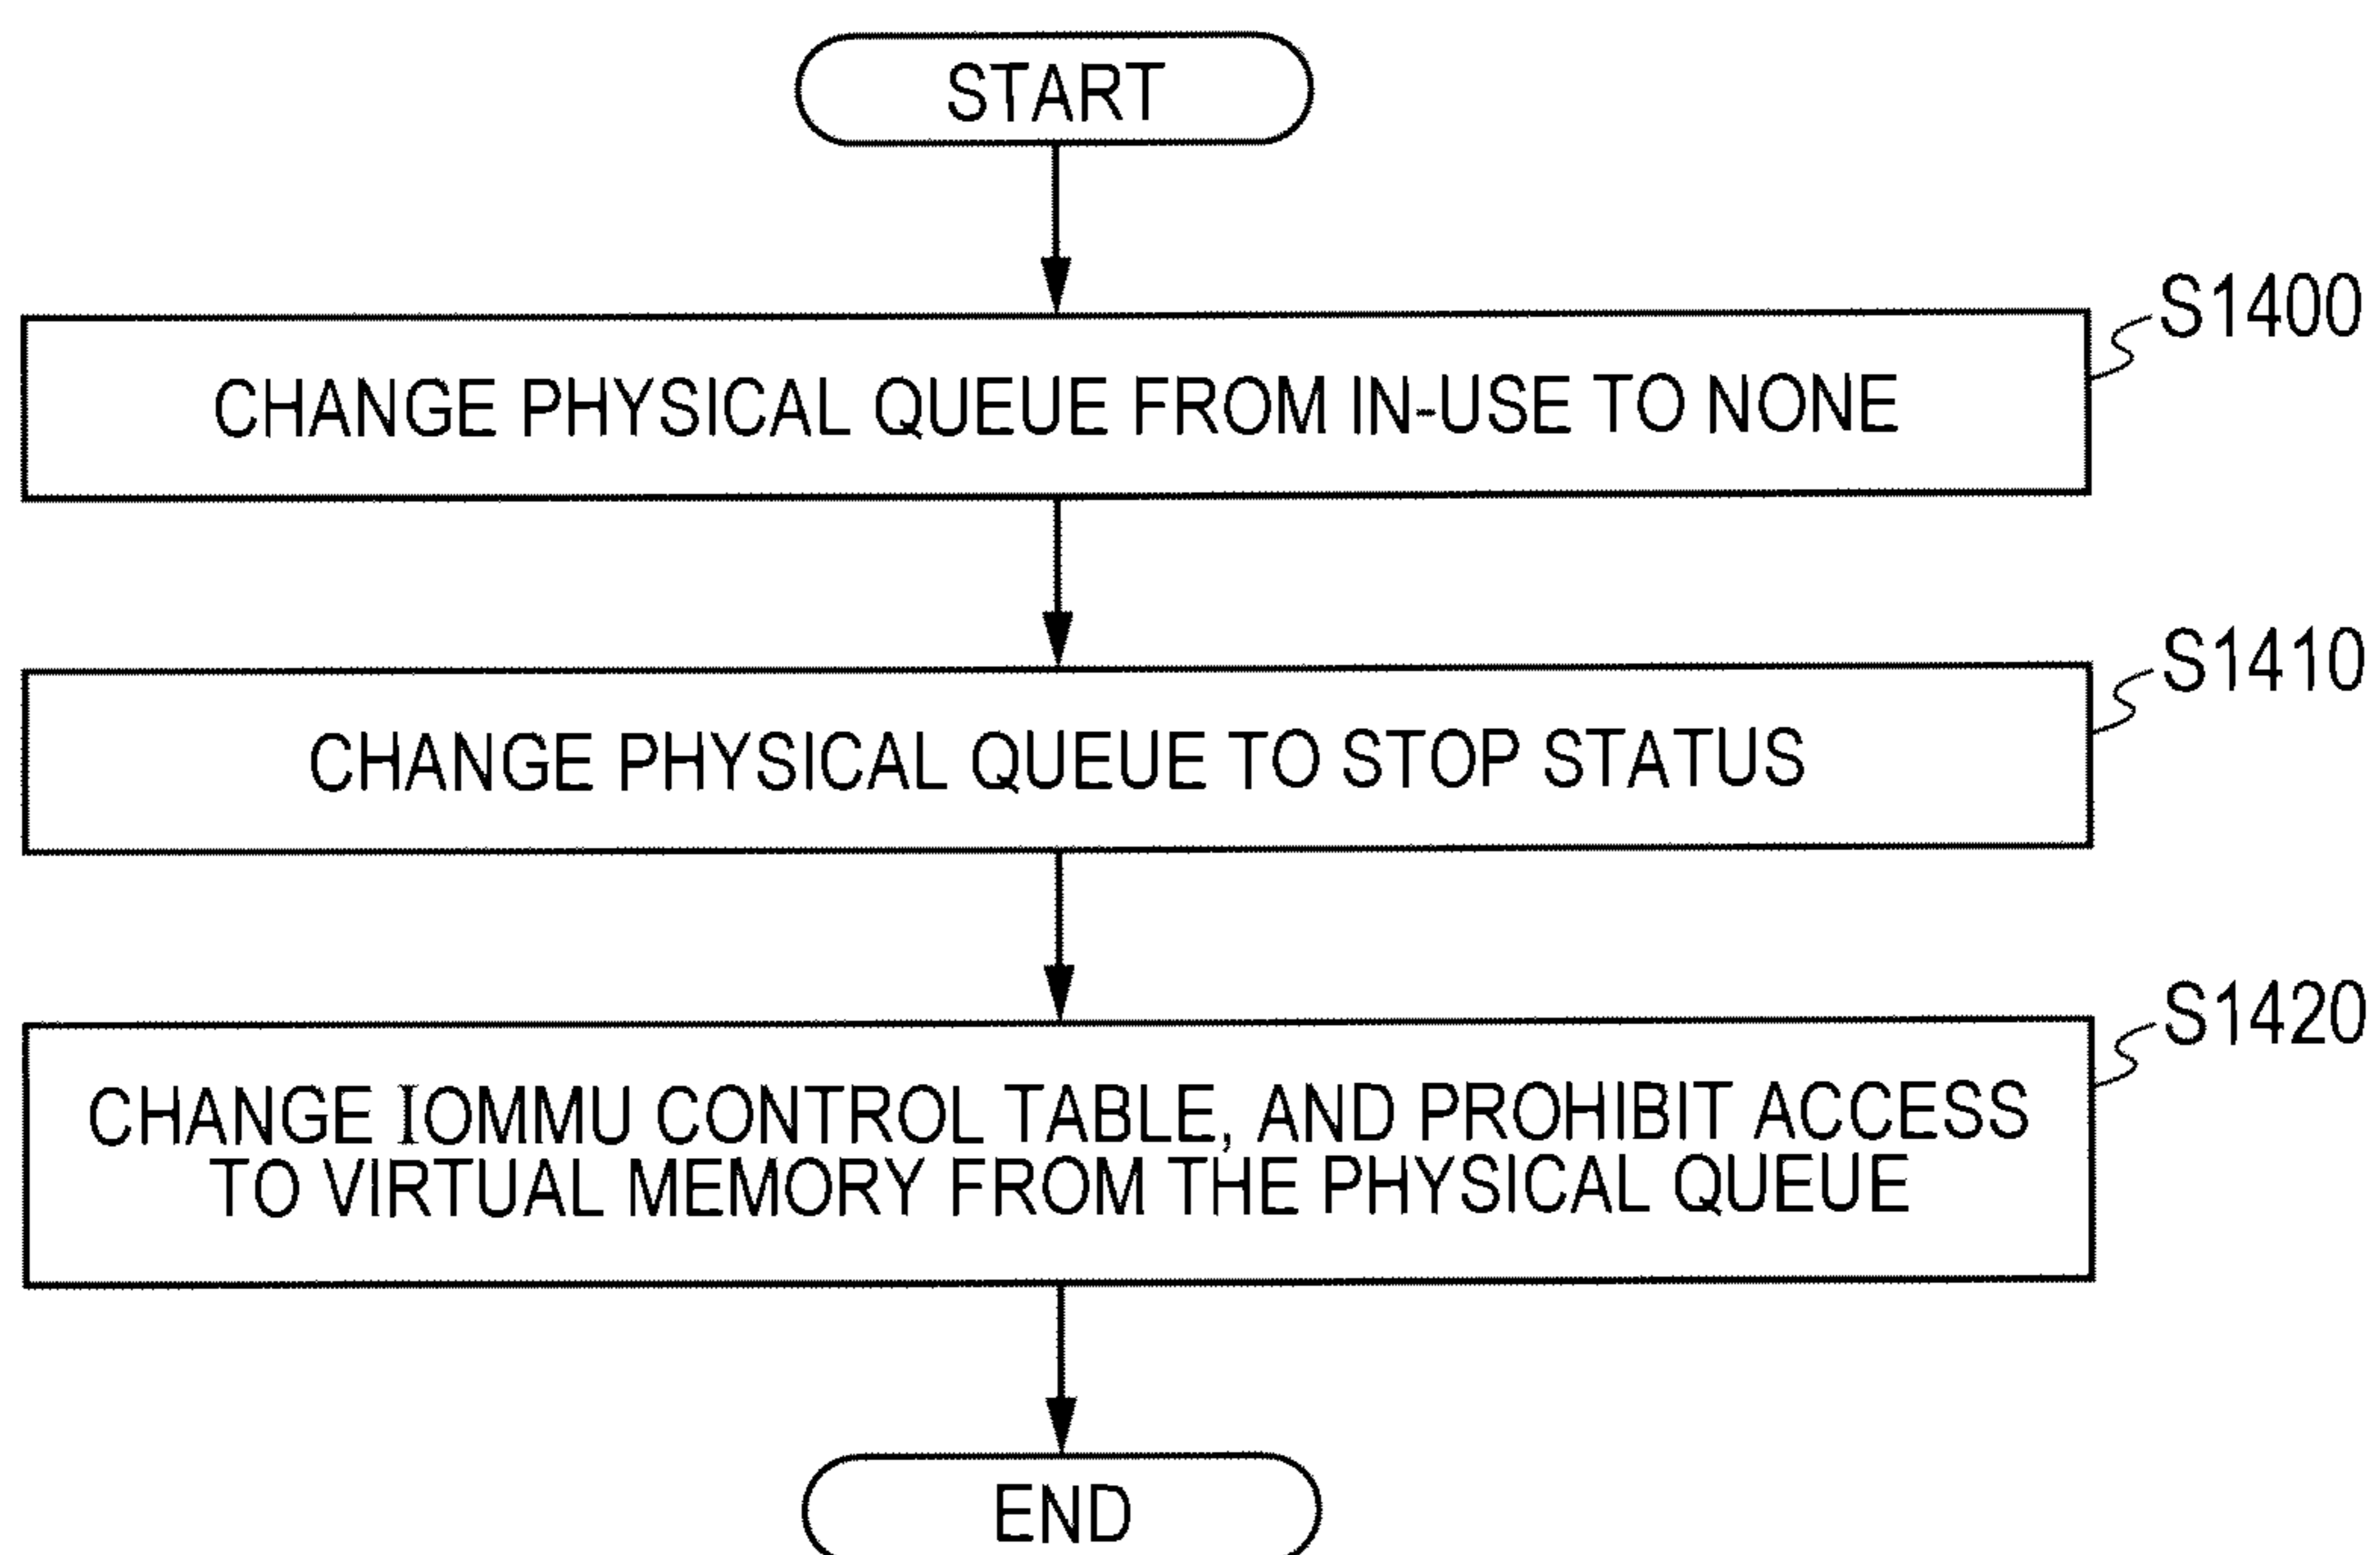 START
S1400
CHANGE PHYSICAL QUEUE FROM IN-USE TO NONE
S1410
CHANGE PHYSICAL QUEUE TO STOP STATUS
S1420
CHANGE IOMMU CONTROL TABLE, AND PROHIBIT ACCESS
TO VIRTUAL MEMORY FROM THE PHYSICAL QUEUE
END